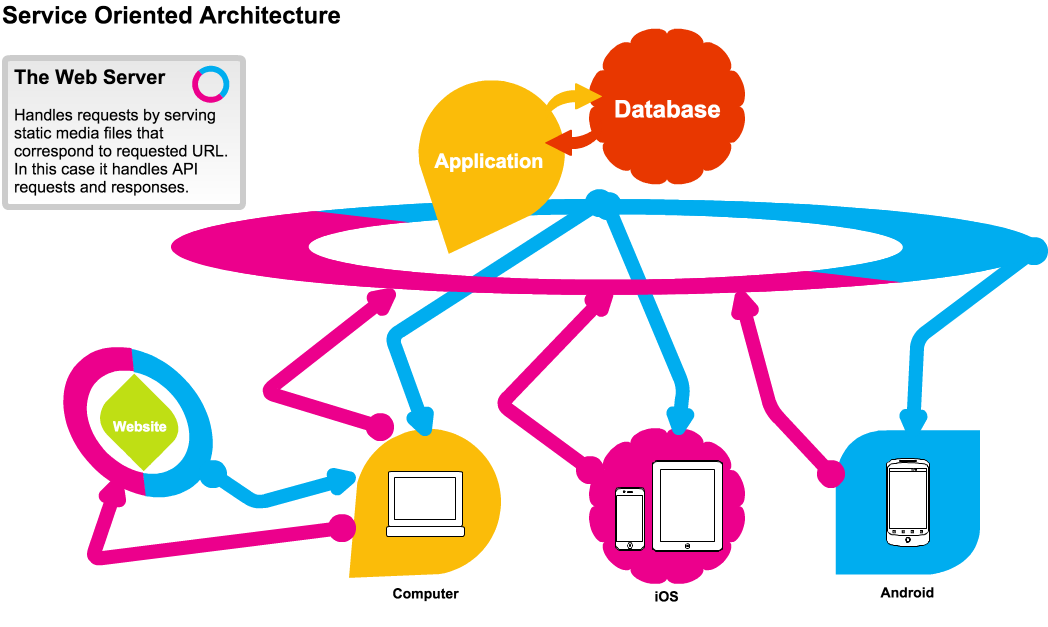 Service Oriented Architecture
The Web Server
Handles requests by serving
static media files that
correspond to requested URL.
In this case it handles API
requests and responses.
Database
Application
Website
Computer
iOS
Android